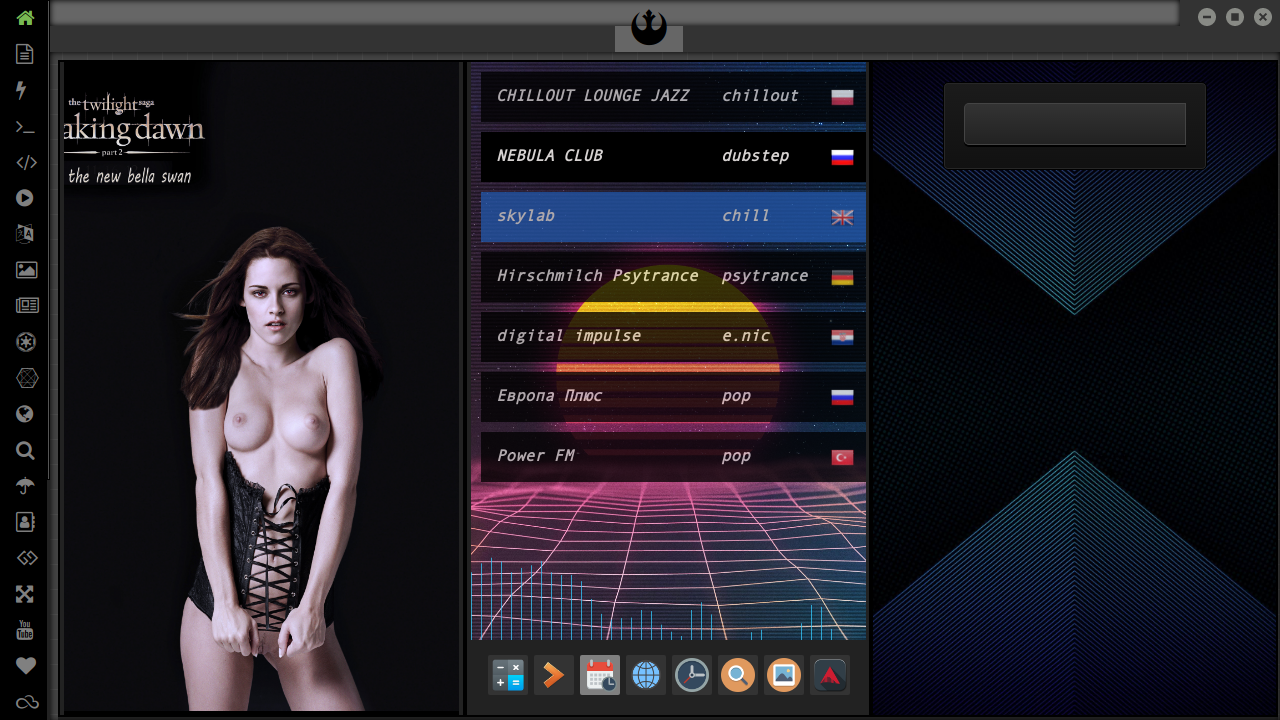 the twilight saga
aking dawn
part 2
the new bella swan
CHILLOUT LOUNGE JAZZ chillout
NEBULA CLUB dubstep
skylab chill
Hirschmilch Psytrance psytrance
digital impulse e.nic
Европа Плюс pop
Power FM pop
You
Tube